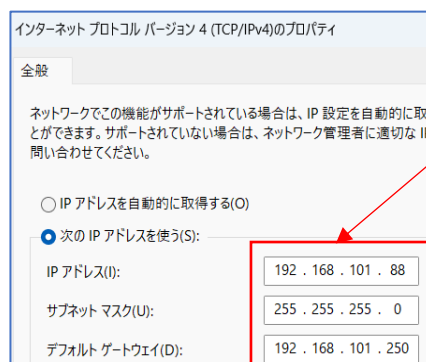 インターネット プロトコル バージョン 4 (TCP/IPv4)のプロパティ
全般
ネットワークでこの機能がサポートされている場合は、IP 設定を自動的に取
とができます。サポートされていない場合は、ネットワーク管理者に適切な I
問い合わせてください。
IP アドレスを自動的に取得する(O)
次の IP アドレスを使う(S):
IP アドレス(I): 192 . 168 . 101 . 88
サブネット マスク(U): 255 . 255 . 255 . 0
デフォルト ゲートウェイ(D): 192 . 168 . 101 . 250